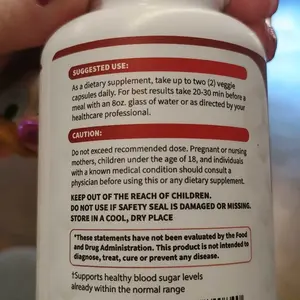 SUGGESTED USE:
As a dietary supplement, take up to two (2) veggie
capsules daily. For best results take 20-30 min before a
meal with an 8oz. glass of water or as directed by your
healthcare professional.
CAUTION:
Do not exceed recommended dose. Pregnant or nursing
mothers, children under the age of 18, and individuals
with a known medical condition should consult a
physician before using this or any dietary supplement.
KEEP OUT OF THE REACH OF CHILDREN.
DO NOT USE IF SAFETY SEAL IS DAMAGED OR MISSING.
STORE IN A COOL, DRY PLACE
*These statements have not been evaluated by the Food
and Drug Administration. This product is not intended to
diagnose, treat, cure or prevent any disease.
†Supports healthy blood sugar levels
already within the normal range